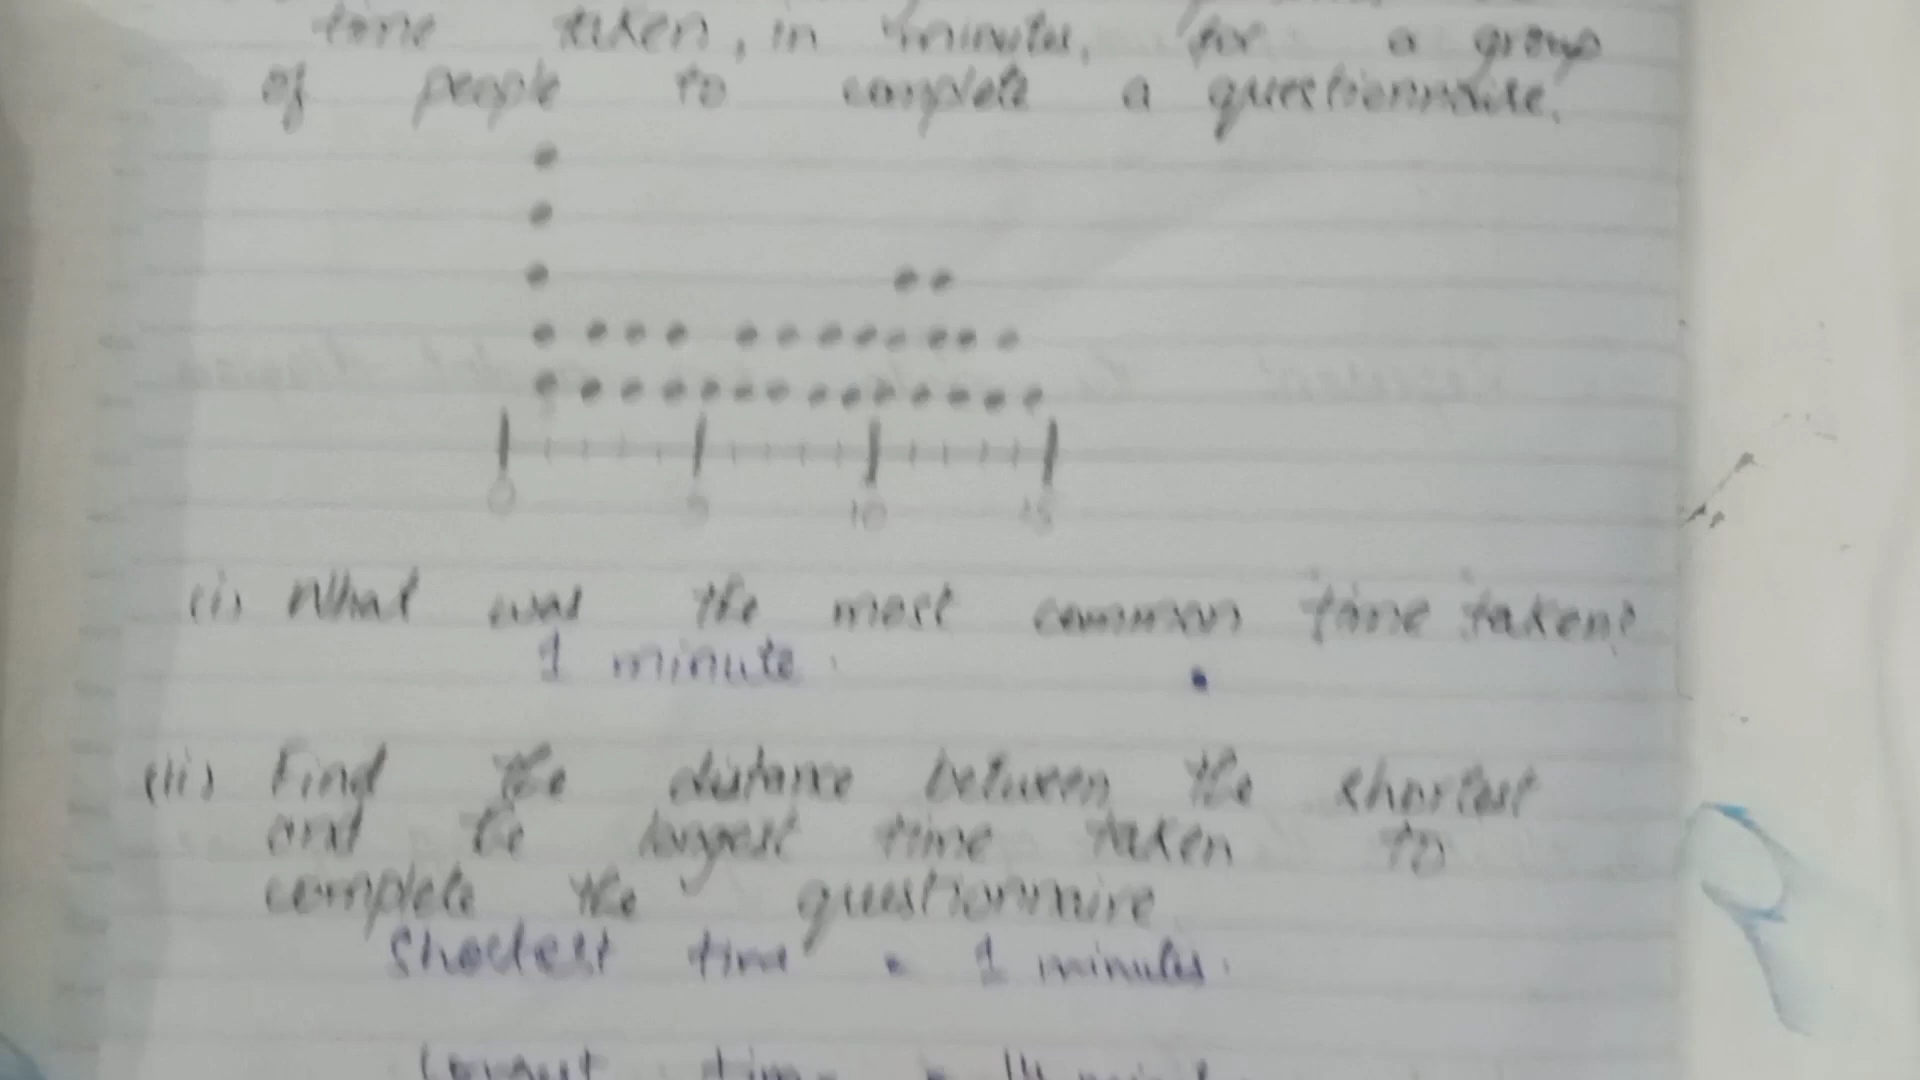 time taken, in minutes, for a group
of people to complete a questionnaire.
0 5 10 15
(i) What was the most common time taken?
1 minute.
(ii) Find the distance between the shortest
and the largest time taken to
complete the questionnaire
Shortest time = 1 minutes.